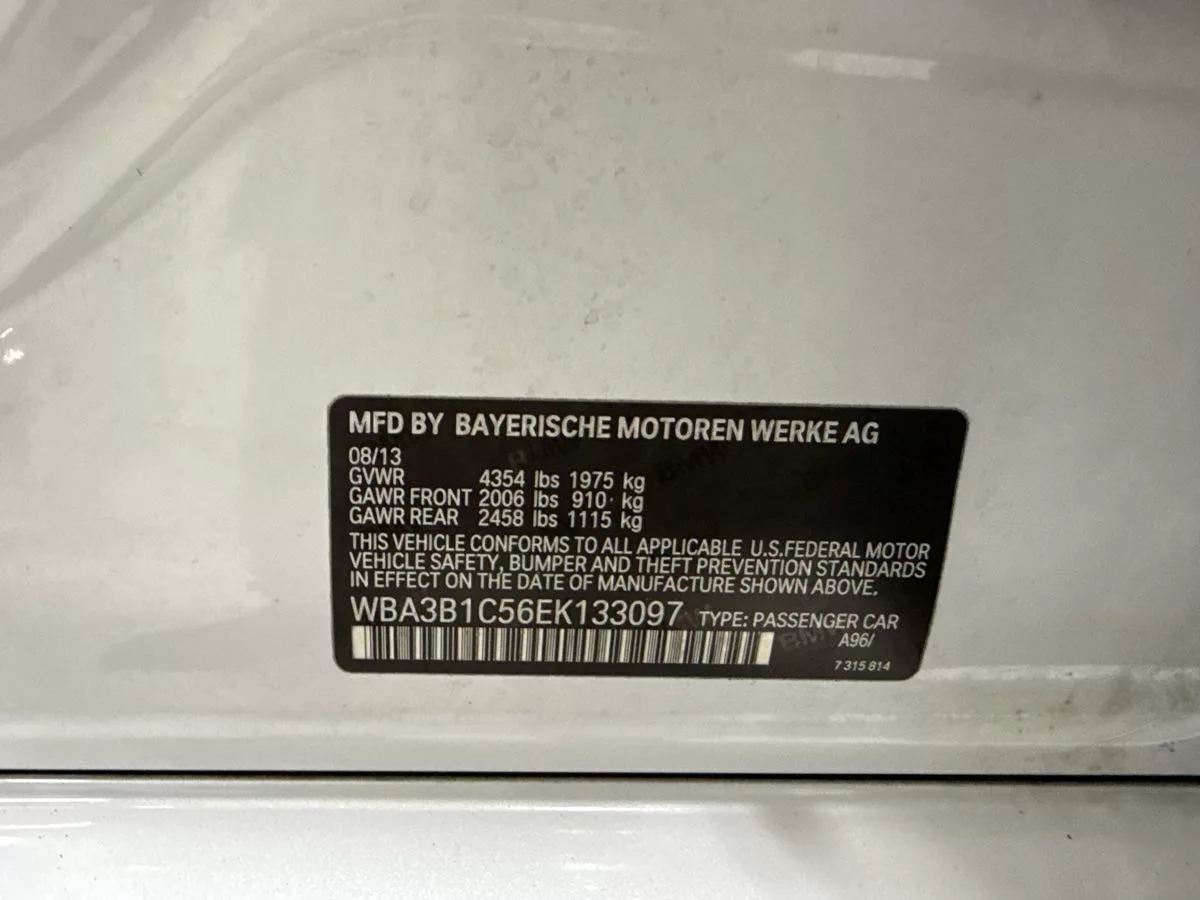 MFD BY BAYERISCHE MOTOREN WERKE AG
08/13
GVWR 4354 lbs 1975 kg
GAWR FRONT 2006 lbs 910 kg
GAWR REAR 2458 lbs 1115 kg
THIS VEHICLE CONFORMS TO ALL APPLICABLE U.S.FEDERAL MOTOR
VEHICLE SAFETY, BUMPER AND THEFT PREVENTION STANDARDS
IN EFFECT ON THE DATE OF MANUFACTURE SHOWN ABOVE.
WBA3B1C56EK133097 TYPE: PASSENGER CAR
A96/
7 315 814
BMW
BMW
BMW